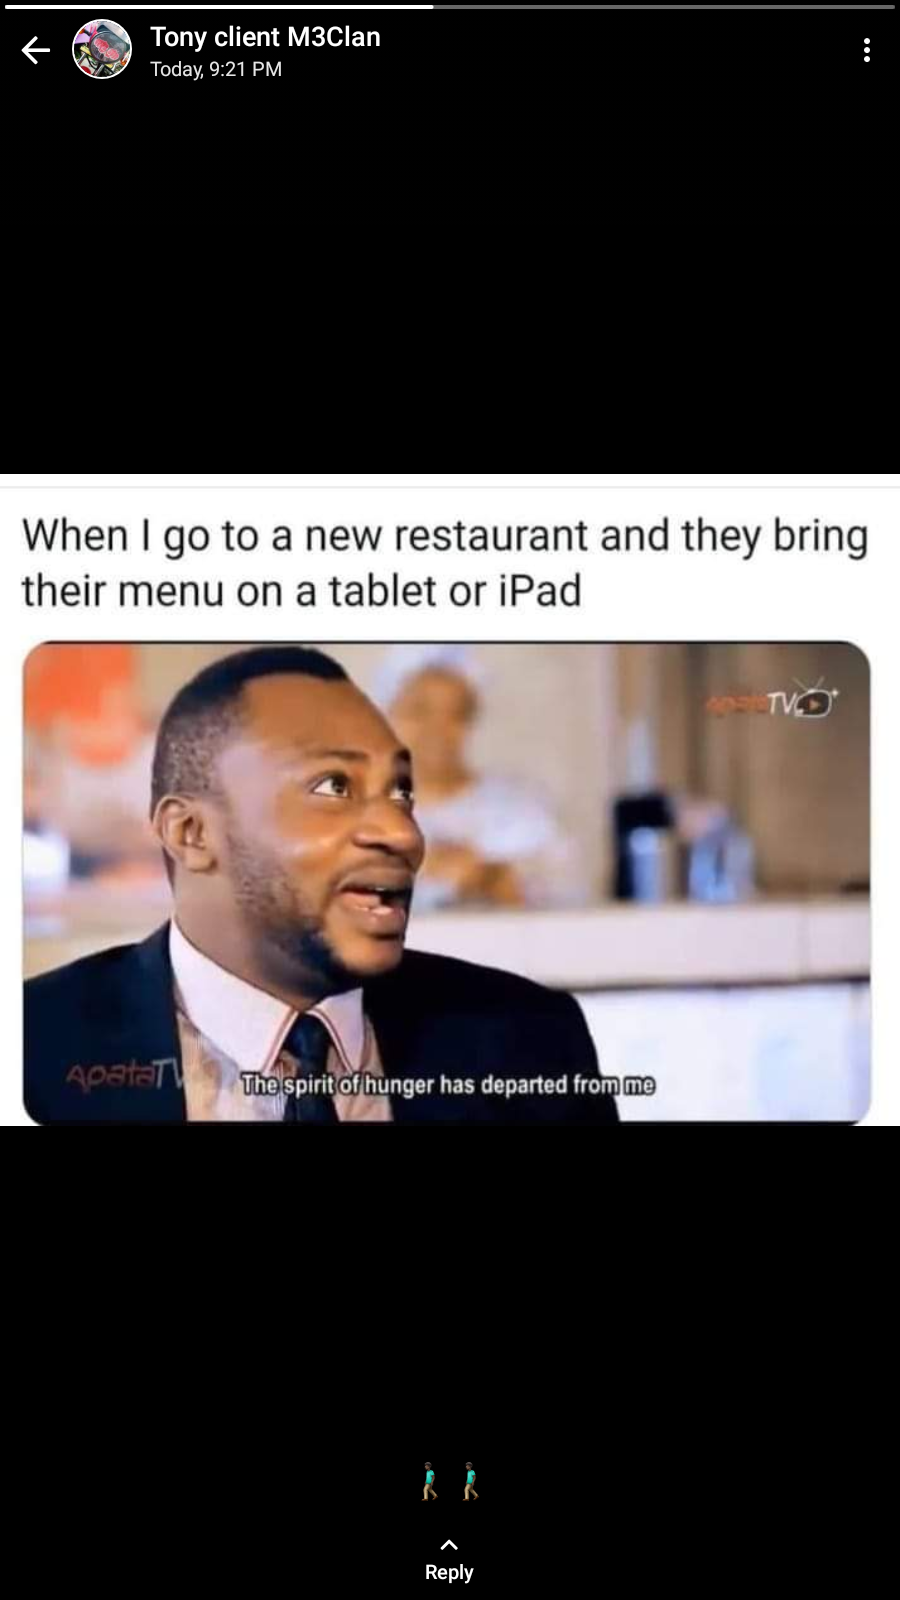 Tony client M3Clan
Today, 9:21 PM
When I go to a new restaurant and they bring
their menu on a tablet or iPad
ApataTV+
ApataTV
The spirit of hunger has departed from me
Reply